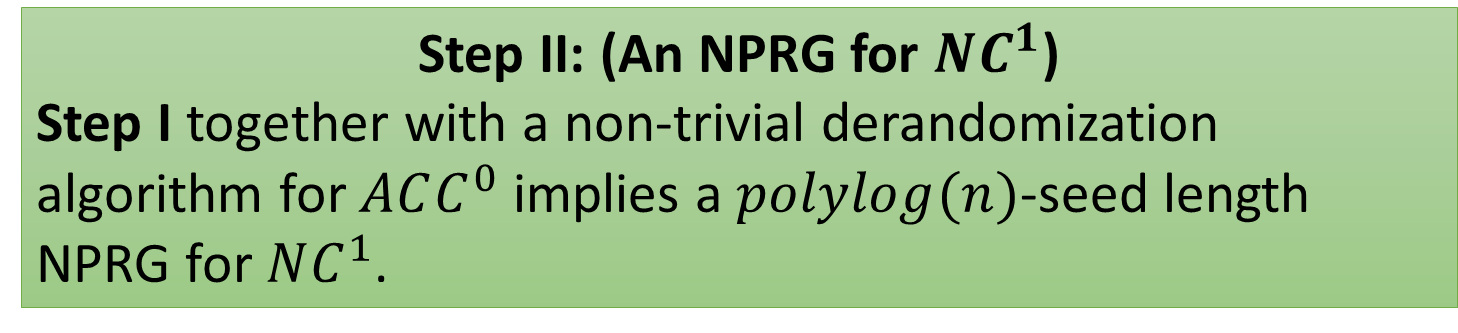 Step II: (An NPRG for NC¹)
Step I together with a non-trivial derandomization
algorithm for ACC⁰ implies a polylog(n)-seed length
NPRG for NC¹.